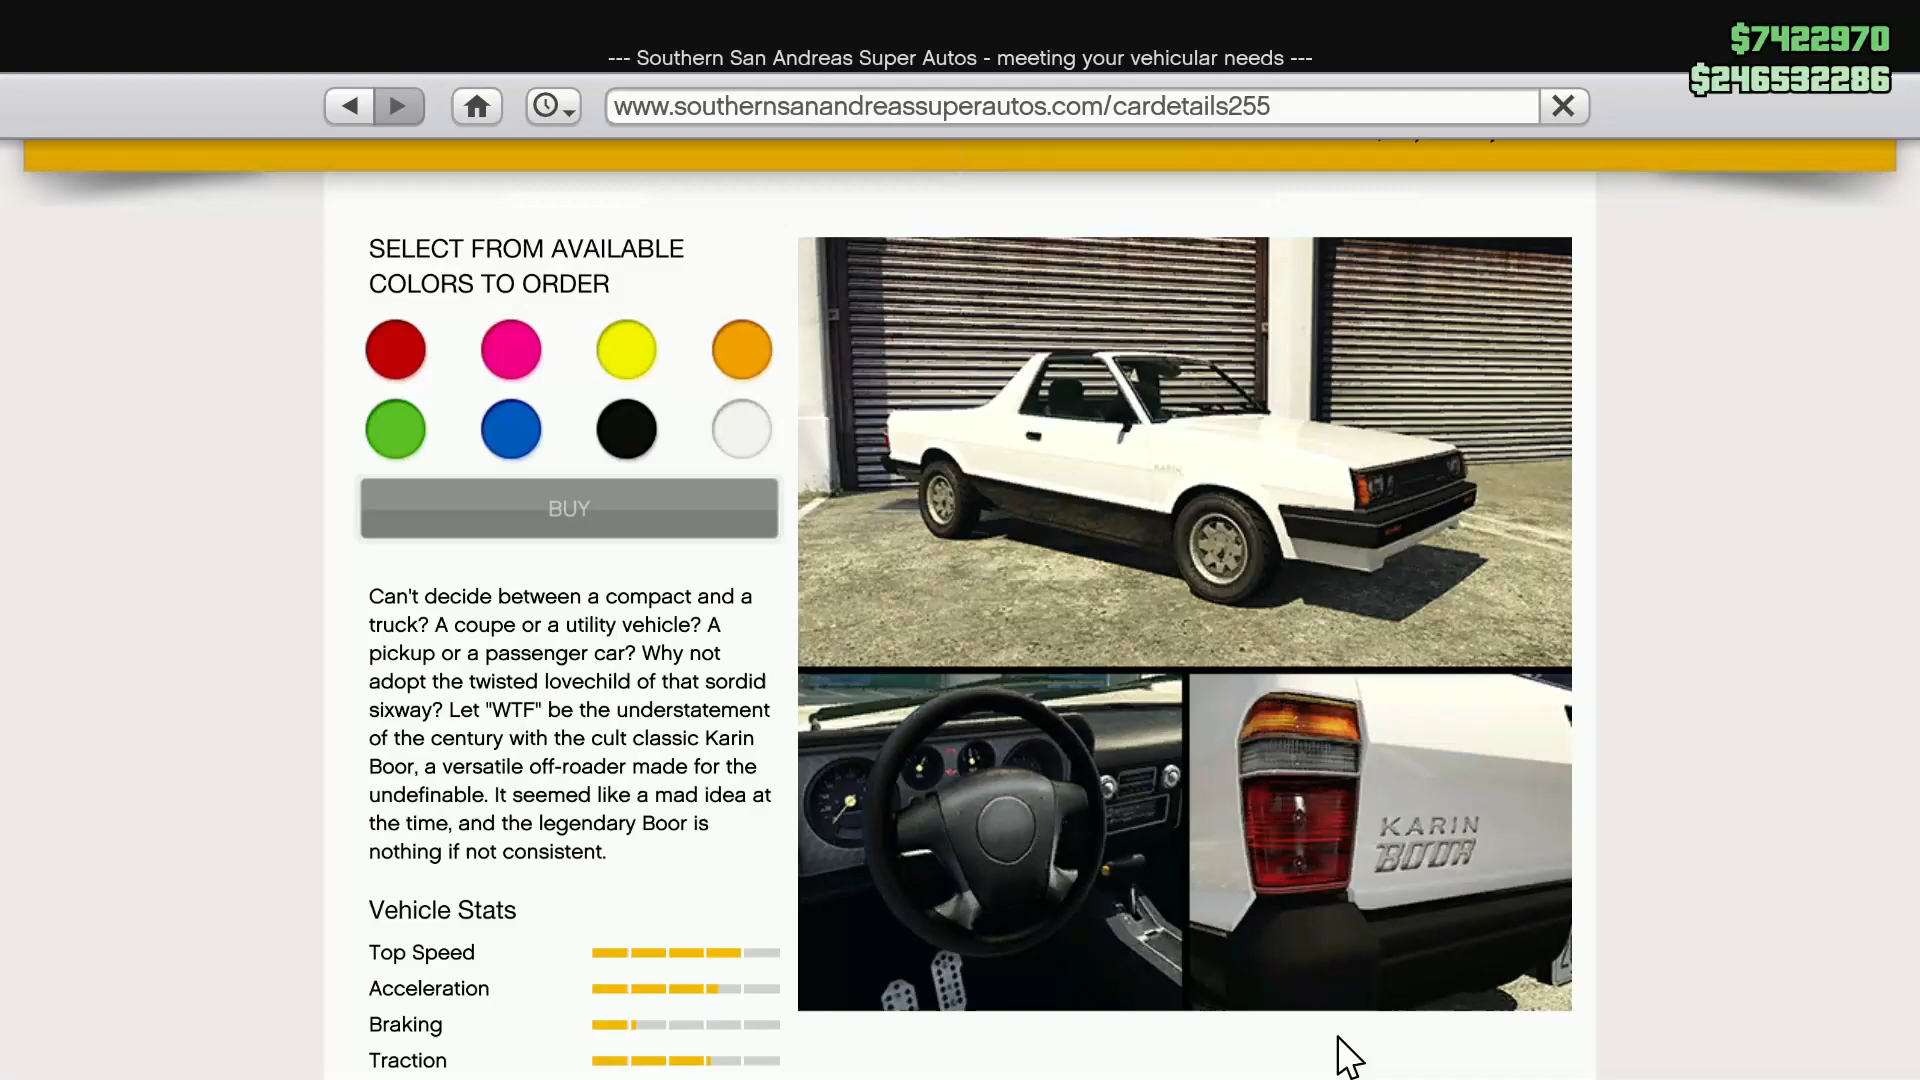 $7422970
--- Southern San Andreas Super Autos - meeting your vehicular needs ---
$246532286
www.southernsanandreassuperautos.com/cardetails255
SELECT FROM AVAILABLE
COLORS TO ORDER
BUY
Can't decide between a compact and a
truck? A coupe or a utility vehicle? A
pickup or a passenger car? Why not
adopt the twisted lovechild of that sordid
sixway? Let "WTF" be the understatement
of the century with the cult classic Karin
Boor, a versatile off-roader made for the
undefinable. It seemed like a mad idea at
the time, and the legendary Boor is
nothing if not consistent.
Vehicle Stats
Top Speed
Acceleration
Braking
Traction
KARIN
KARIN
BOOR